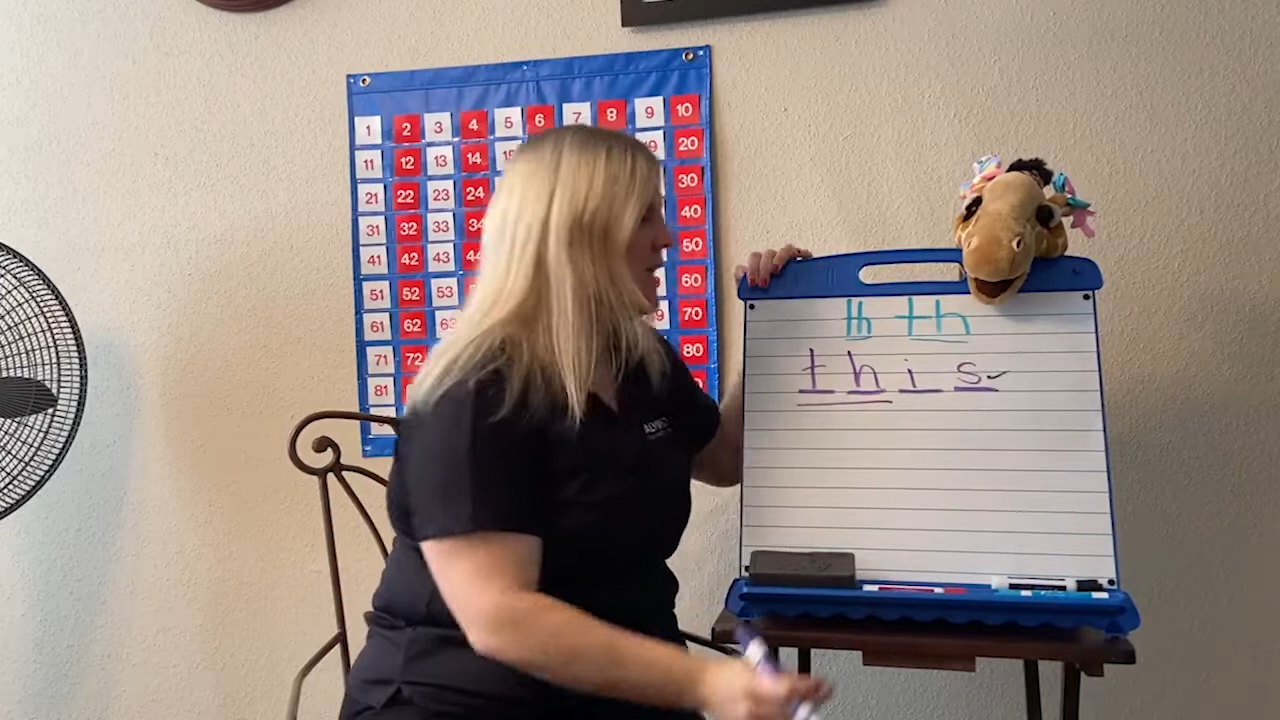 1 2 3 4 5 6 7 8 9 10
11 12 13 14 20
21 22 23 24 30
31 32 33 40
41 42 43 50
51 52 53 60
61 62 63 70
71 72 80
81
th th
this